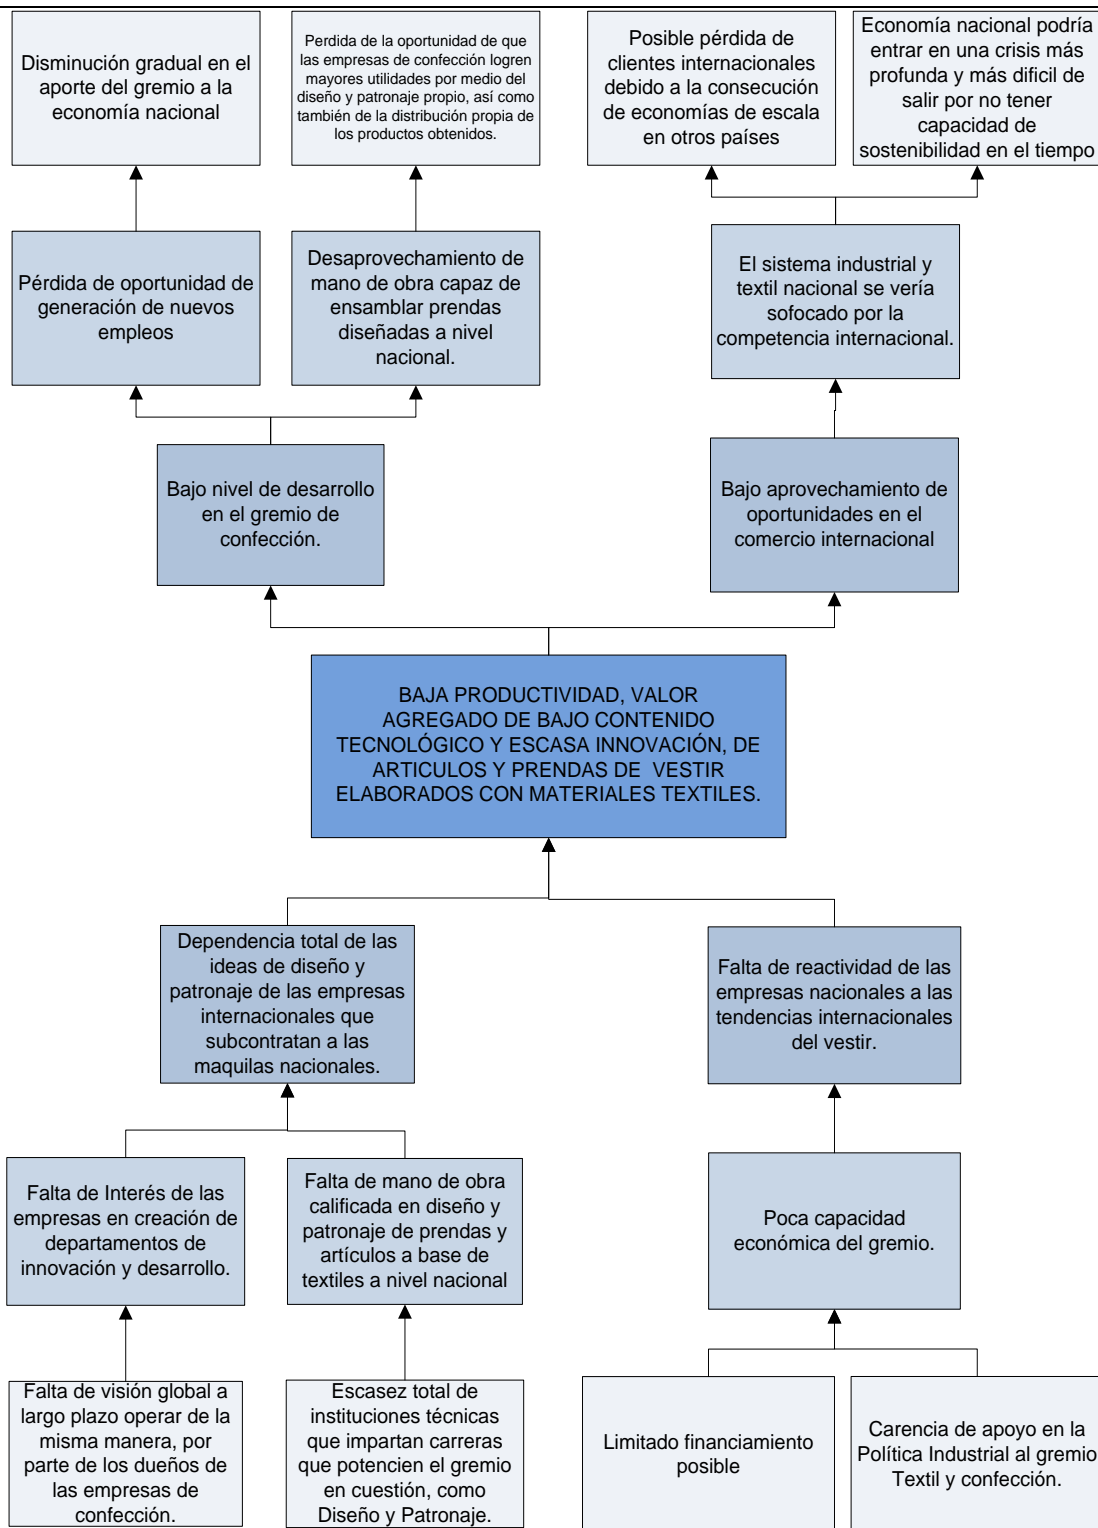 Disminución gradual en el
aporte del gremio a la
economía nacional
Perdida de la oportunidad de que
las empresas de confección logren
mayores utilidades por medio del
diseño y patronaje propio, así como
también de la distribución propia de
los productos obtenidos.
Posible pérdida de
clientes internacionales
debido a la consecución
de economías de escala
en otros países
Economía nacional podría
entrar en una crisis más
profunda y más dificil de
salir por no tener
capacidad de
sostenibilidad en el tiempo
Pérdida de oportunidad de
generación de nuevos
empleos
Desaprovechamiento de
mano de obra capaz de
ensamblar prendas
diseñadas a nivel
nacional.
El sistema industrial y
textil nacional se vería
sofocado por la
competencia internacional.
Bajo nivel de desarrollo
en el gremio de
confección.
Bajo aprovechamiento de
oportunidades en el
comercio internacional
BAJA PRODUCTIVIDAD, VALOR
AGREGADO DE BAJO CONTENIDO
TECNOLÓGICO Y ESCASA INNOVACIÓN, DE
ARTICULOS Y PRENDAS DE VESTIR
ELABORADOS CON MATERIALES TEXTILES.
Dependencia total de las
ideas de diseño y
patronaje de las empresas
internacionales que
subcontratan a las
maquilas nacionales.
Falta de reactividad de las
empresas nacionales a las
tendencias internacionales
del vestir.
Falta de Interés de las
empresas en creación de
departamentos de
innovación y desarrollo.
Falta de mano de obra
calificada en diseño y
patronaje de prendas y
artículos a base de
textiles a nivel nacional
Poca capacidad
económica del gremio.
Falta de visión global a
largo plazo operar de la
misma manera, por
parte de los dueños de
las empresas de
confección.
Escasez total de
instituciones técnicas
que impartan carreras
que potencien el gremio
en cuestión, como
Diseño y Patronaje.
Limitado financiamiento
posible
Carencia de apoyo en la
Política Industrial al gremio
Textil y confección.